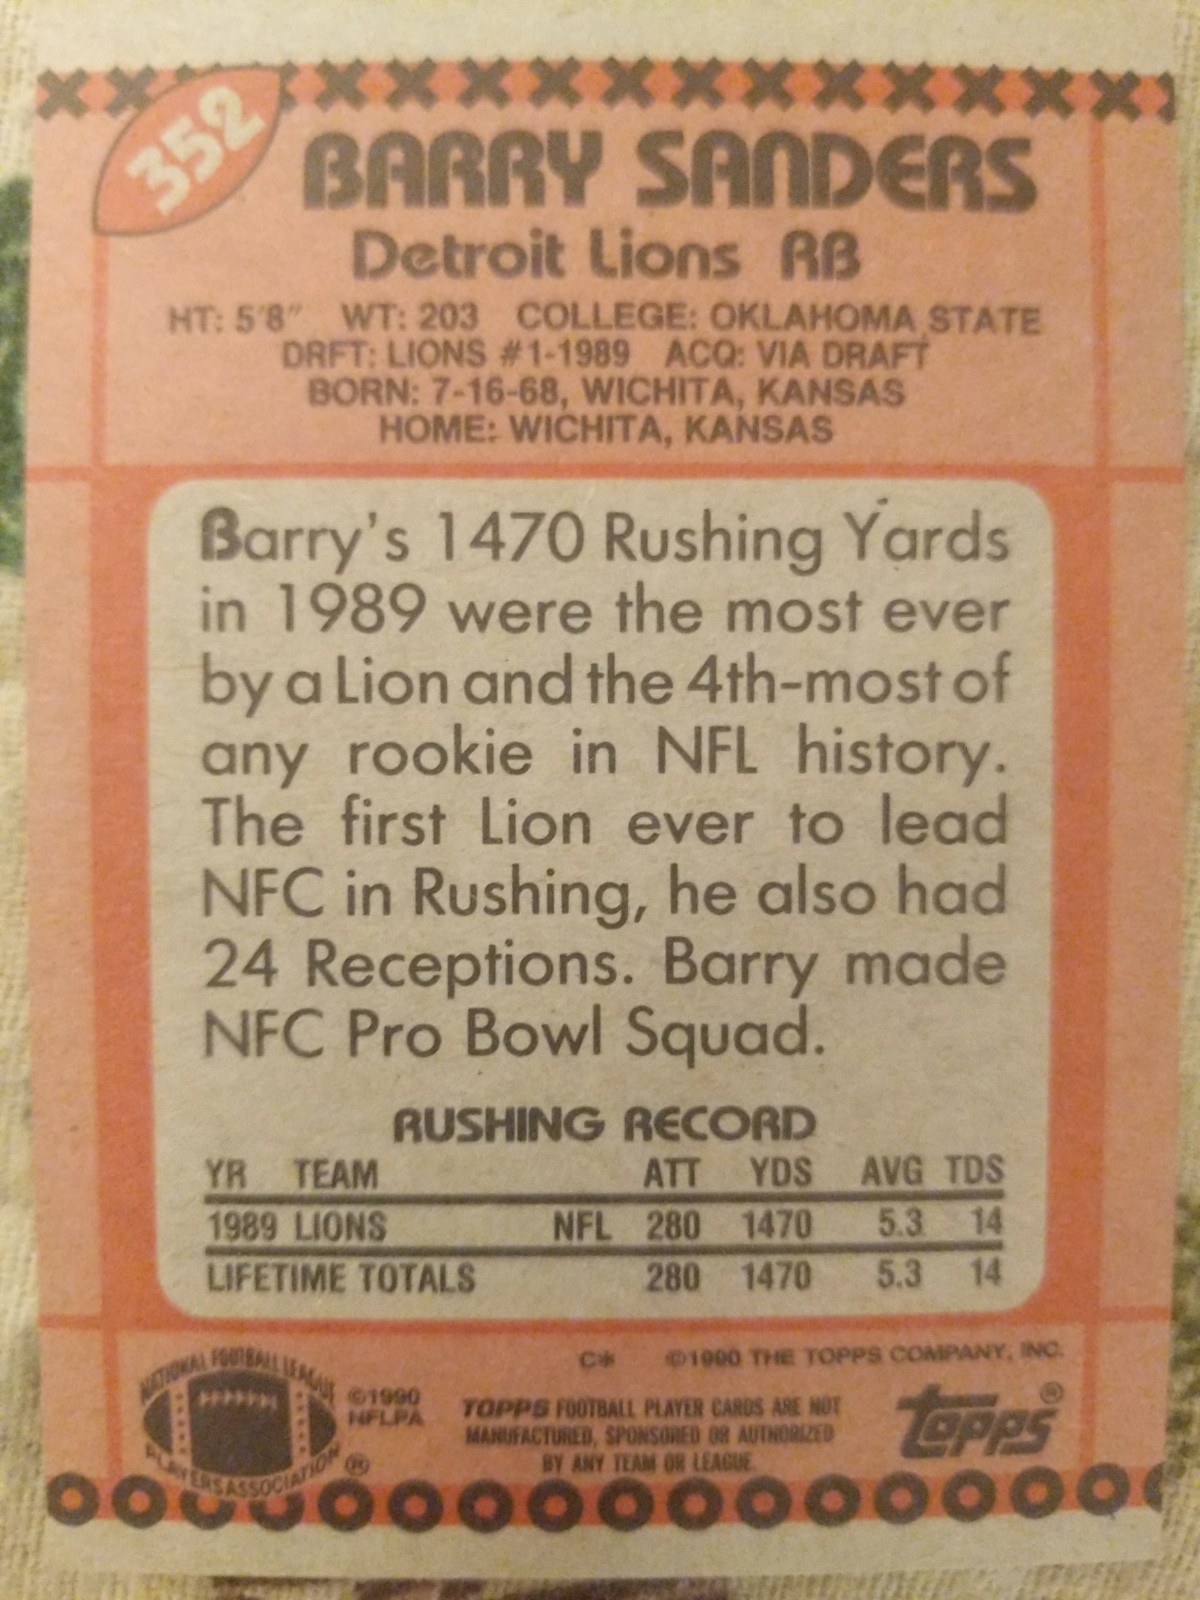 352
BARRY SANDERS
Detroit Lions RB
HT: 5'8" WT: 203 COLLEGE: OKLAHOMA STATE
DRFT: LIONS #1-1989 ACQ: VIA DRAFT
BORN: 7-16-68, WICHITA, KANSAS
HOME: WICHITA, KANSAS
Barry's 1470 Rushing Yards
in 1989 were the most ever
by a Lion and the 4th-most of
any rookie in NFL history.
The first Lion ever to lead
NFC in Rushing, he also had
24 Receptions. Barry made
NFC Pro Bowl Squad.
RUSHING RECORD
YR TEAM ATT YDS AVG TDS
1989 LIONS NFL 280 1470 5.3 14
LIFETIME TOTALS 280 1470 5.3 14
C* ©1990 THE TOPPS COMPANY, INC.
NATIONAL FOOTBALL LEAGUE
PLAYERS ASSOCIATION ®
©1990
NFLPA
TOPPS FOOTBALL PLAYER CARDS ARE NOT
MANUFACTURED, SPONSORED OR AUTHORIZED
BY ANY TEAM OR LEAGUE.
topps®